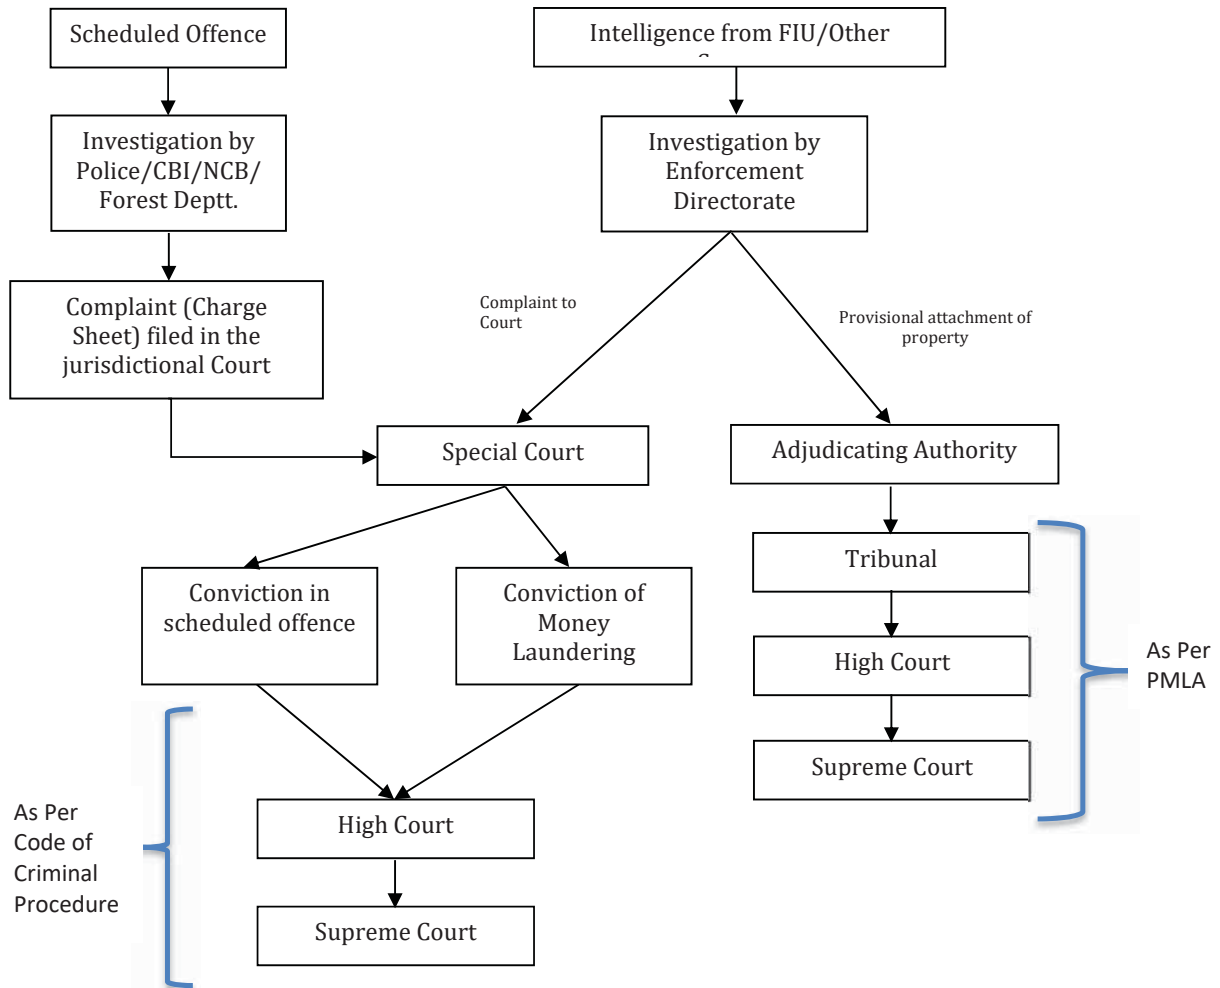 Scheduled Offence
Intelligence from FIU/Other
Investigation by
Police/CBI/NCB/
Forest Deptt.
Investigation by
Enforcement
Directorate
Complaint (Charge
Sheet) filed in the
jurisdictional Court
Complaint to
Court
Provisional attachment of
property
Special Court
Adjudicating Authority
Conviction in
scheduled offence
Conviction of
Money
Laundering
Tribunal
High Court
Supreme Court
As Per
PMLA
High Court
Supreme Court
As Per
Code of
Criminal
Procedure